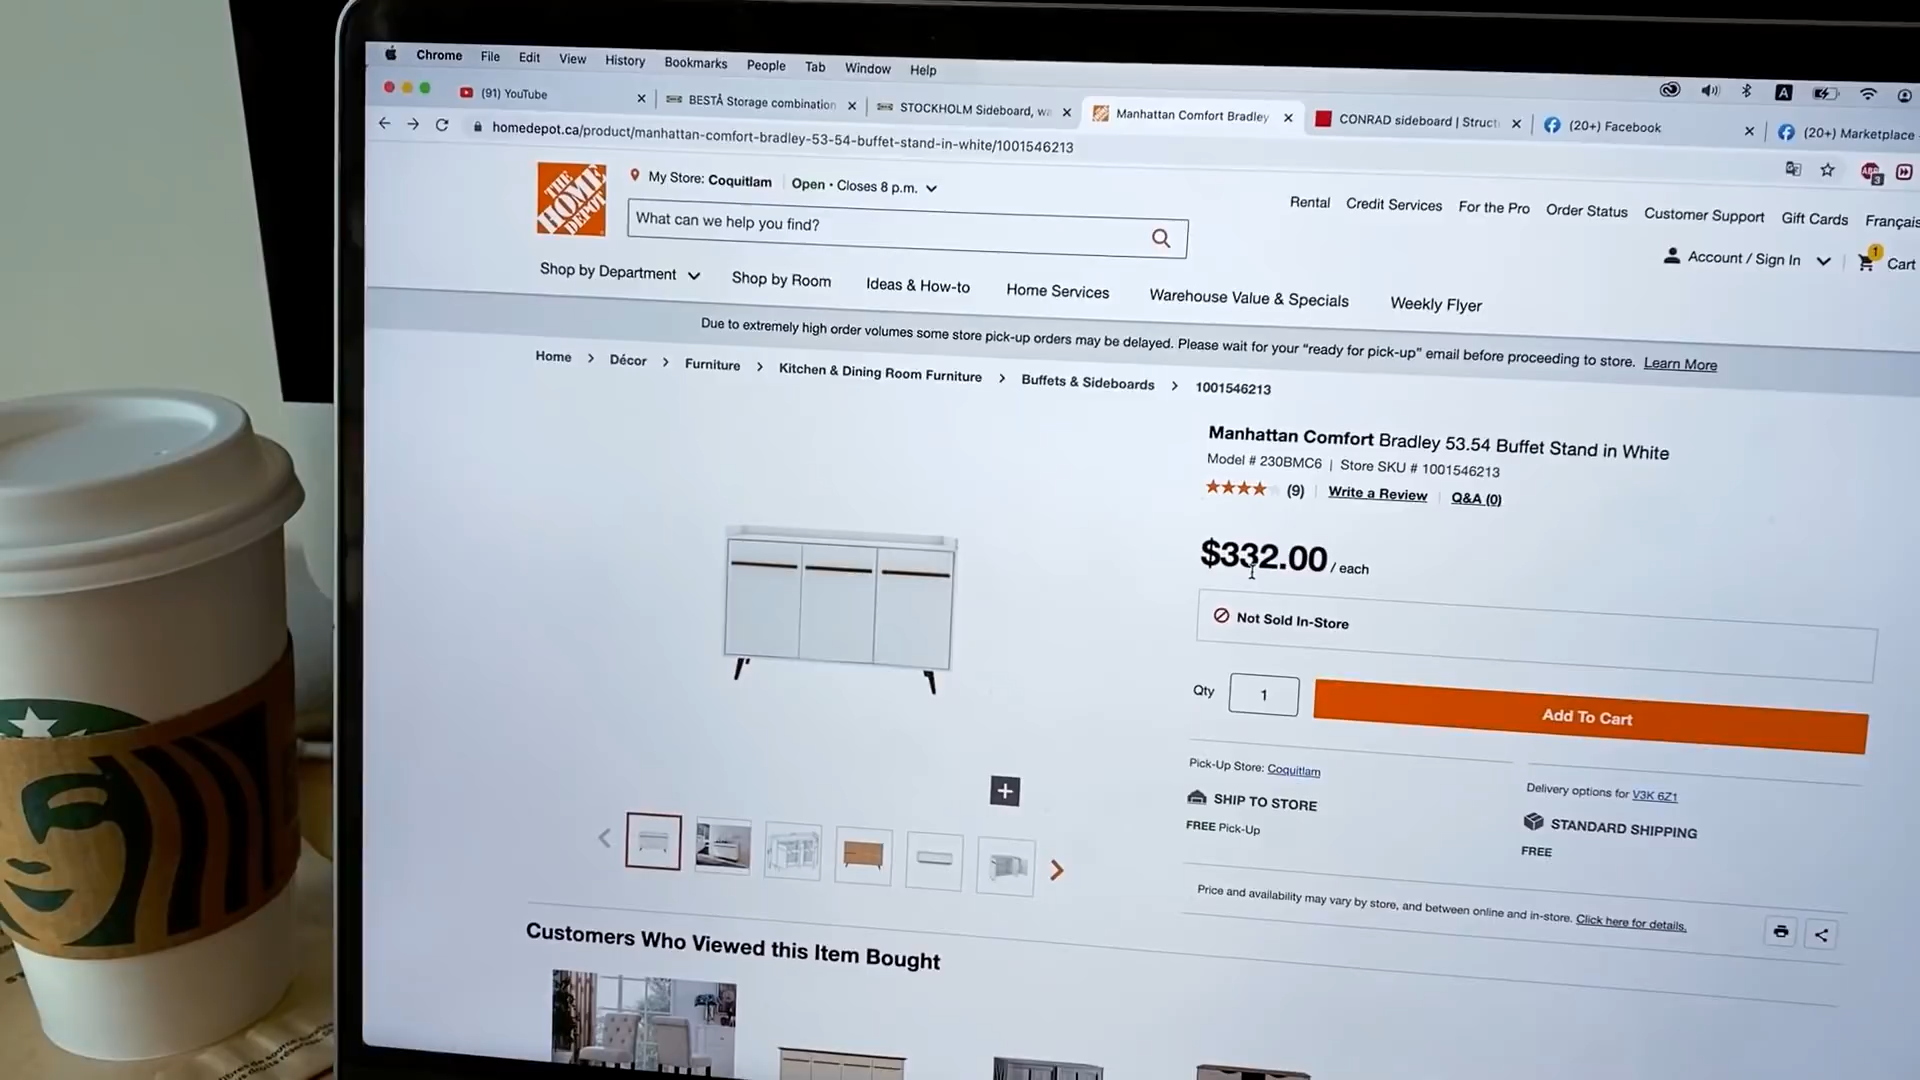 Chrome File Edit View History Bookmarks People Tab Window Help
(91) YouTube
BESTÅ Storage combination
STOCKHOLM Sideboard, wa
Manhattan Comfort Bradley
CONRAD sideboard | Struct
(20+) Facebook
(20+) Marketplace
homedepot.ca/product/manhattan-comfort-bradley-53-54-buffet-stand-in-white/1001546213
THE HOME DEPOT
My Store: Coquitlam Open • Closes 8 p.m.
What can we help you find?
Rental Credit Services For the Pro Order Status Customer Support Gift Cards Français
Account / Sign In 1 Cart
Shop by Department Shop by Room Ideas & How-to Home Services Warehouse Value & Specials Weekly Flyer
Due to extremely high order volumes some store pick-up orders may be delayed. Please wait for your “ready for pick-up” email before proceeding to store. Learn More
Home > Décor > Furniture > Kitchen & Dining Room Furniture > Buffets & Sideboards > 1001546213
Manhattan Comfort Bradley 53.54 Buffet Stand in White
Model # 230BMC6 | Store SKU # 1001546213
(9) Write a Review Q&A (0)
$332.00 / each
Not Sold In-Store
Qty 1 Add To Cart
Pick-Up Store: Coquitlam
SHIP TO STORE
FREE Pick-Up
Delivery options for V3K 6Z1
STANDARD SHIPPING
FREE
Price and availability may vary by store, and between online and in-store. Click here for details.
Customers Who Viewed this Item Bought